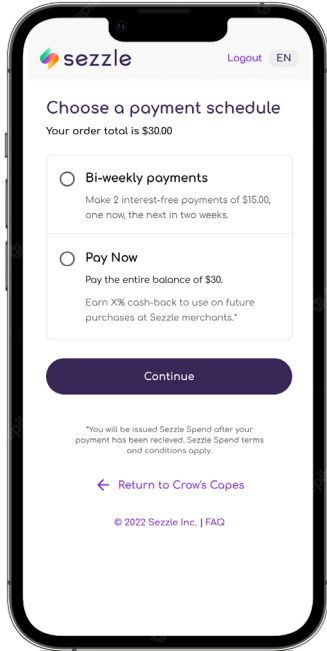 sezzle
Logout EN
Choose a payment schedule
Your order total is $30.00
Bi-weekly payments
Make 2 interest-free payments of $15.00,
one now, the next in two weeks.
Pay Now
Pay the entire balance of $30.
Earn X% cash-back to use on future
purchases at Sezzle merchants.*
Continue
*You will be issued Sezzle Spend after your
payment has been recieved. Sezzle Spend terms
and conditions apply.
← Return to Crow's Capes
© 2022 Sezzle Inc. | FAQ